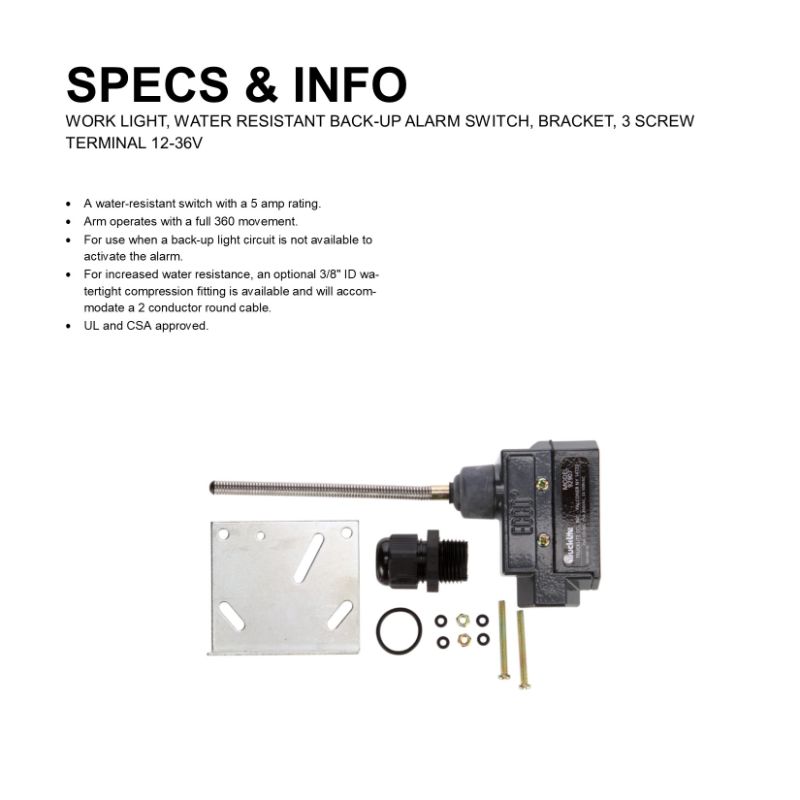 SPECS & INFO
WORK LIGHT, WATER RESISTANT BACK-UP ALARM SWITCH, BRACKET, 3 SCREW
TERMINAL 12-36V
• A water-resistant switch with a 5 amp rating.
• Arm operates with a full 360 movement.
• For use when a back-up light circuit is not available to
activate the alarm.
• For increased water resistance, an optional 3/8" ID wa-
tertight compression fitting is available and will accom-
modate a 2 conductor round cable.
• UL and CSA approved.
ECCO
MODEL
92907